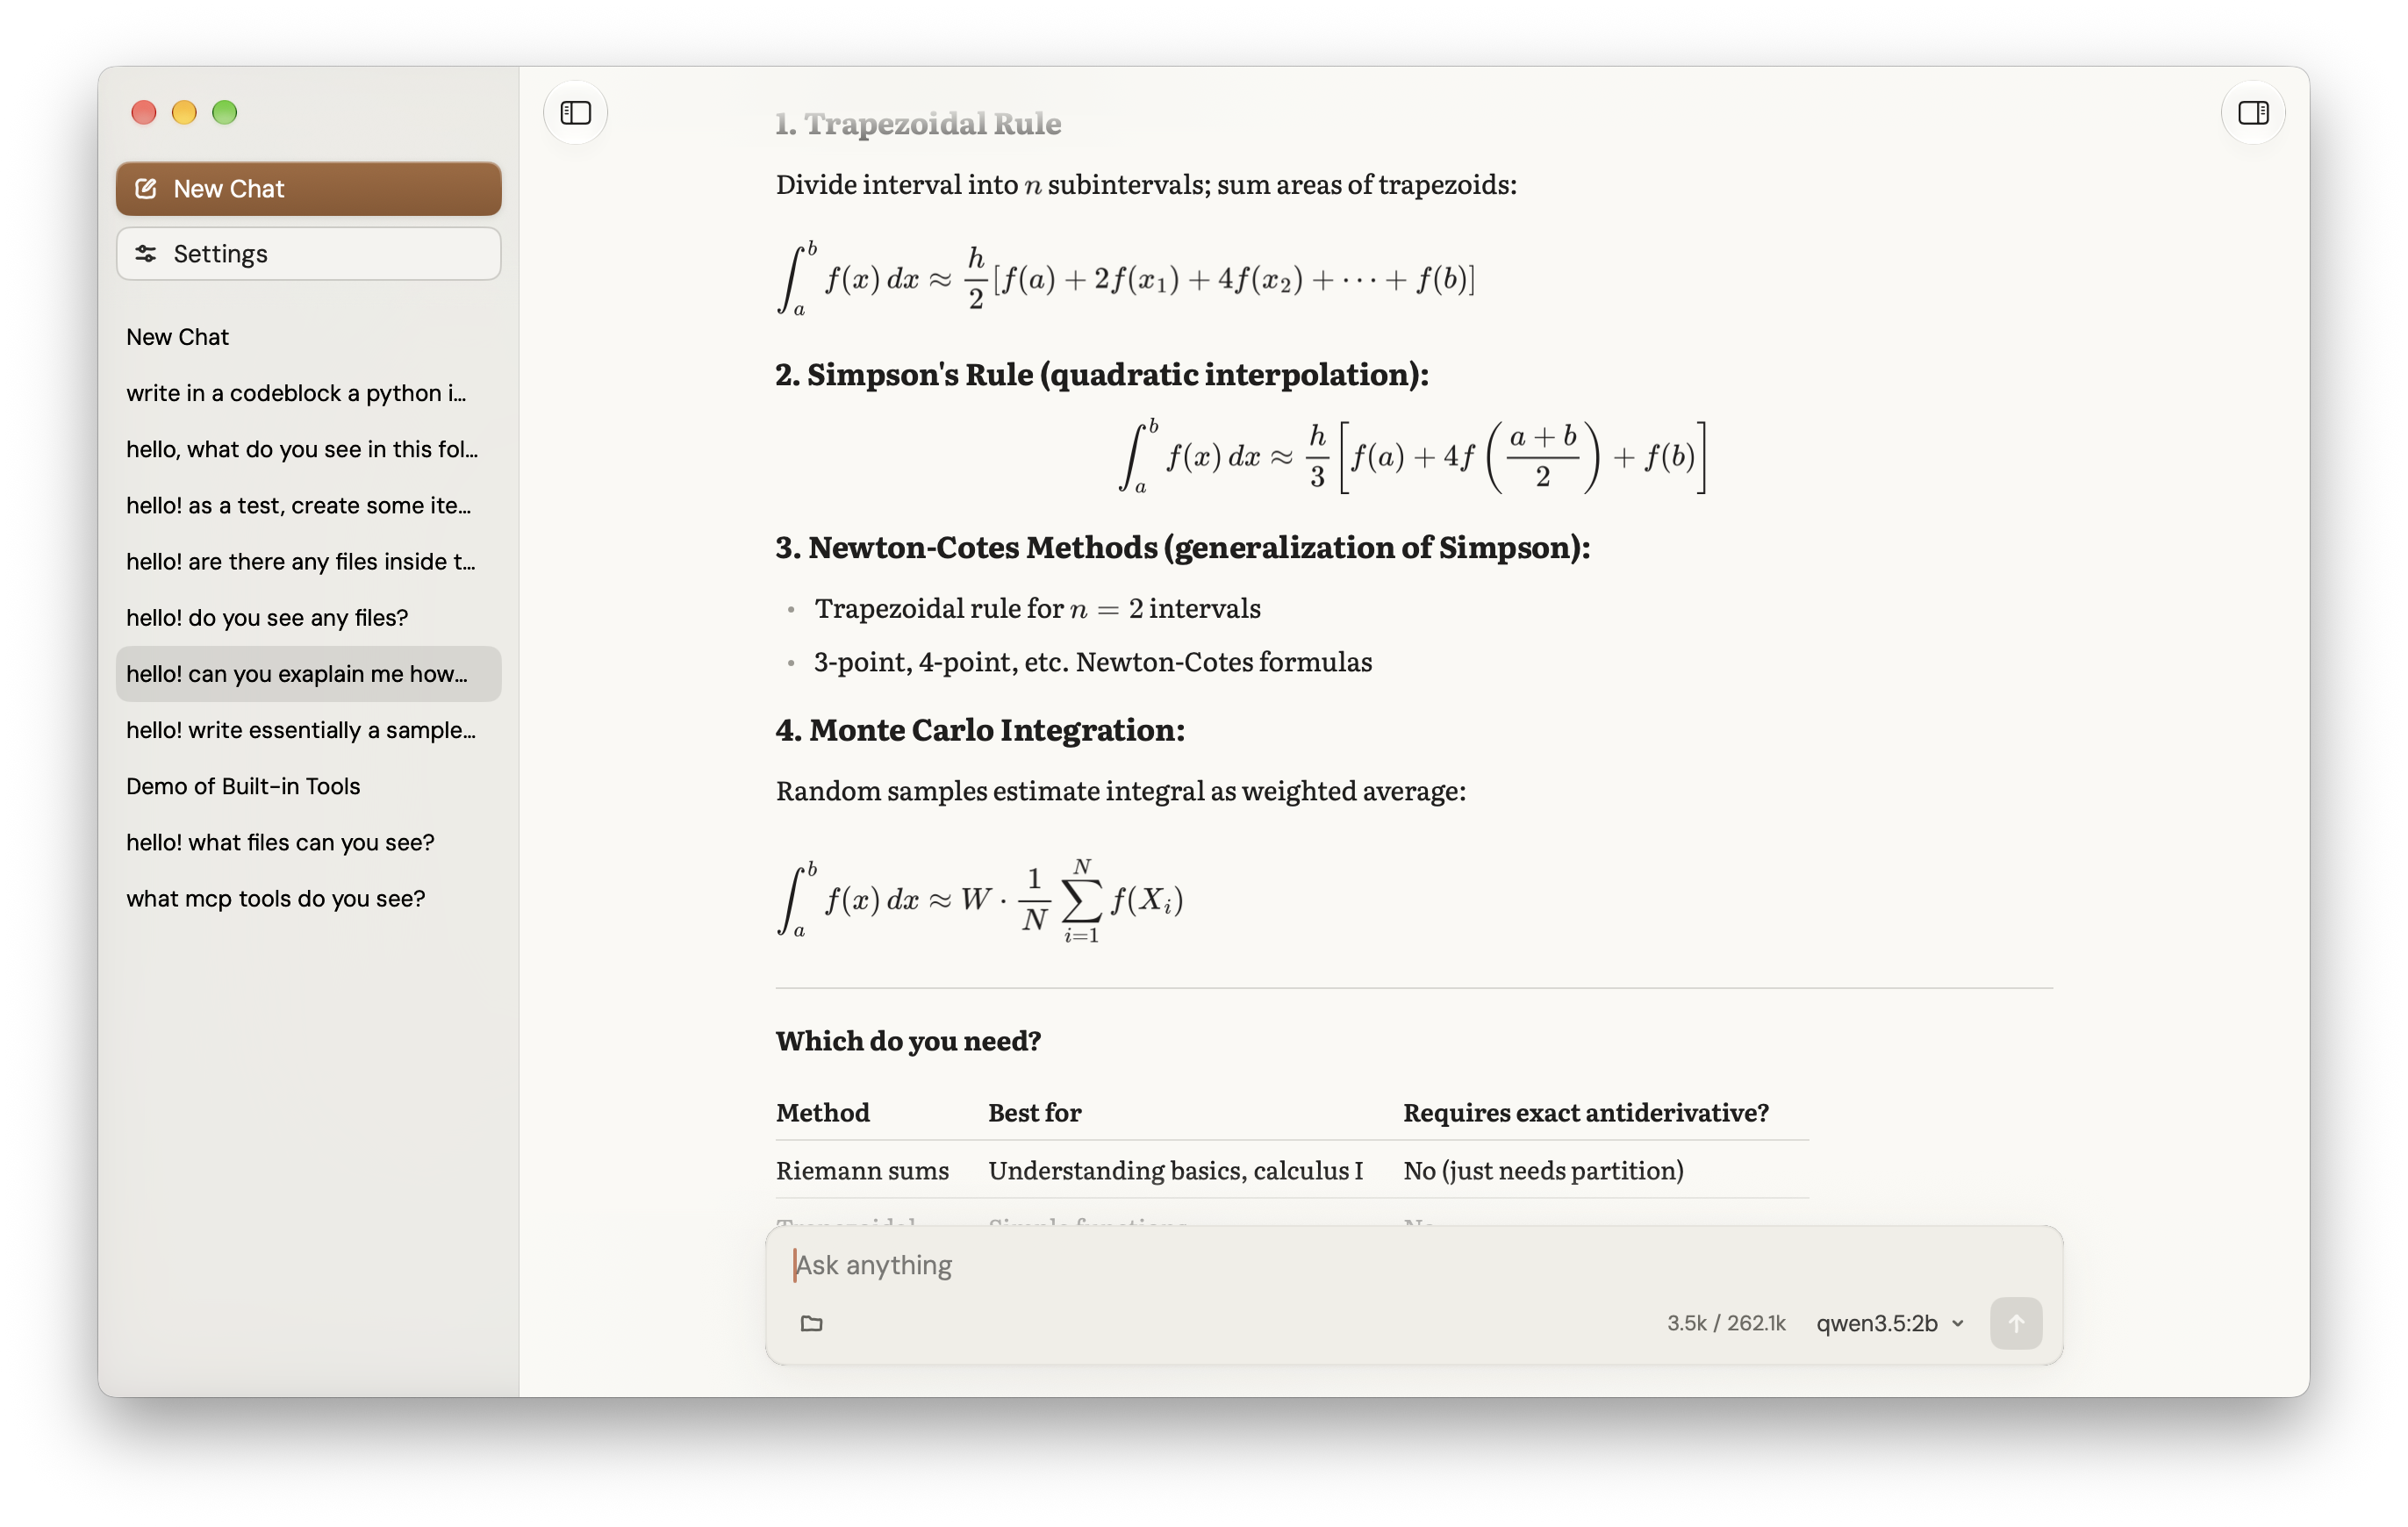 New Chat
Settings
New Chat
write in a codeblock a python i...
hello, what do you see in this fol...
hello! as a test, create some ite...
hello! are there any files inside t...
hello! do you see any files?
hello! can you exaplain me how...
hello! write essentially a sample...
Demo of Built-in Tools
hello! what files can you see?
what mcp tools do you see?
1. Trapezoidal Rule
Divide interval into n subintervals; sum areas of trapezoids:
∫_a^b f(x) dx ≈ h/2 [f(a) + 2f(x₁) + 4f(x₂) + ··· + f(b)]
2. Simpson's Rule (quadratic interpolation):
∫_a^b f(x) dx ≈ h/3 [f(a) + 4f((a + b)/2) + f(b)]
3. Newton-Cotes Methods (generalization of Simpson):
• Trapezoidal rule for n = 2 intervals
• 3-point, 4-point, etc. Newton-Cotes formulas
4. Monte Carlo Integration:
Random samples estimate integral as weighted average:
∫_a^b f(x) dx ≈ W · 1/N ∑_{i=1}^N f(X_i)
Which do you need?
Method Best for Requires exact antiderivative?
Riemann sums Understanding basics, calculus I No (just needs partition)
Ask anything
3.5k / 262.1k qwen3.5:2b